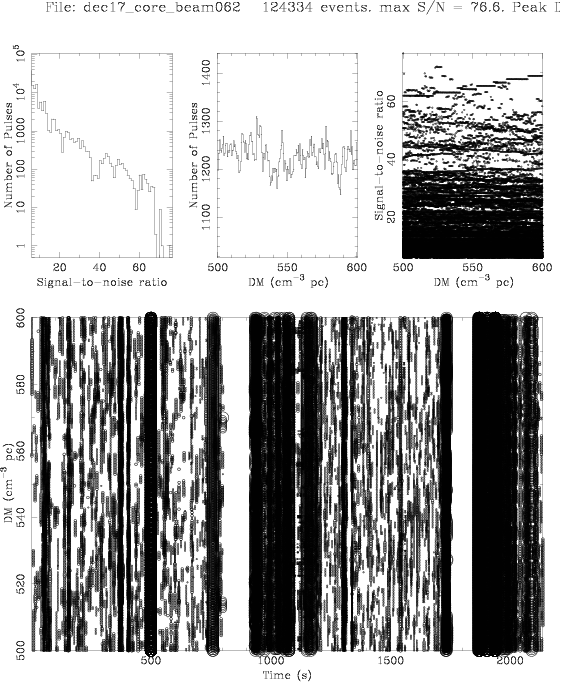 File: dec17_core_beam062 124334 events. max S/N = 76.6. Peak D
Number of Pulses
1 10 100 1000 10^4 10^5
20 40 60
Signal-to-noise ratio
Number of Pulses
1100 1200 1300 1400
500 550 600
DM (cm^-3 pc)
Signal-to-noise ratio
20 40 60
500 550 600
DM (cm^-3 pc)
DM (cm^-3 pc)
500 520 540 560 580 600
500 1000 1500 2000
Time (s)